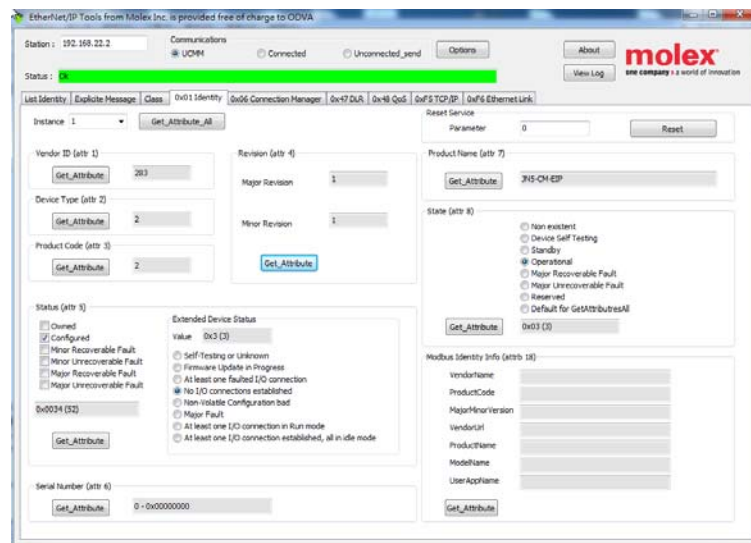 EtherNet/IP Tools from Molex Inc. is provided free of charge to ODVA
Station : 192.168.22.2
Communications
UCMM Connected Unconnected_send
Options
About
View Log
molex
one company › a world of innovation
Status : Ok
List Identity Explicite Message Class 0x01 Identity 0x06 Connection Manager 0x47 DLR 0x48 QoS 0xF5 TCP/IP 0xF6 Ethernet Link
Instance 1 Get_Attribute_All
Reset Service
Parameter 0 Reset
Vendor ID (attr 1)
Get_Attribute 283
Device Type (attr 2)
Get_Attribute 2
Product Code (attr 3)
Get_Attribute 2
Revision (attr 4)
Major Revision 1
Minor Revision 1
Get_Attribute
Product Name (attr 7)
Get_Attribute JN5-CM-EIP
State (attr 8)
Non existent
Device Self Testing
Standby
Operational
Major Recoverable Fault
Major Unrecoverable Fault
Reserved
Default for GetAttributresAll
Get_Attribute 0x03 (3)
Status (attr 5)
Owned
Configured
Minor Recoverable Fault
Minor Unrecoverable Fault
Major Recoverable Fault
Major Unrecoverable Fault
0x0034 (52)
Get_Attribute
Extended Device Status
Value 0x3 (3)
Self-Testing or Unknown
Firmware Update in Progress
At least one faulted I/O connection
No I/O connections established
Non-Volatile Configuration bad
Major Fault
At least one I/O connection in Run mode
At least one I/O connection established, all in idle mode
Modbus Identity Info (attrb 18)
VendorName
ProductCode
MajorMinorVersion
VendorUrl
ProductName
ModelName
UserAppName
Get_Attribute
Serial Number (attr 6)
Get_Attribute 0 - 0x00000000